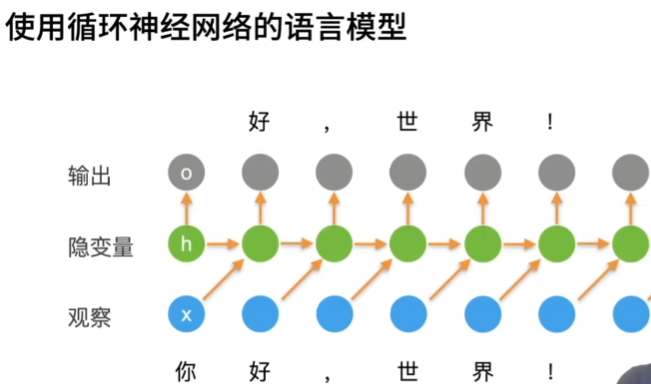 使用循环神经网络的语言模型
好 ， 世 界 ！
输出 o
隐变量 h
观察 x
你 好 ， 世 界 ！